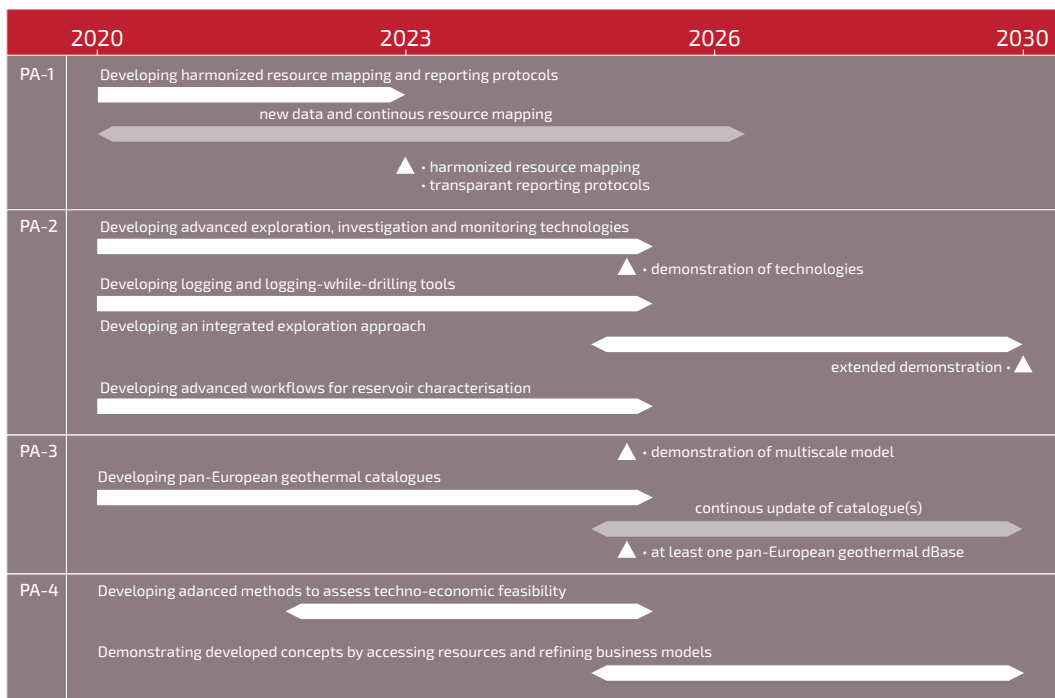 2020 2023 2026 2030
PA-1
Developing harmonized resource mapping and reporting protocols
new data and continous resource mapping
• harmonized resource mapping
• transparant reporting protocols
PA-2
Developing advanced exploration, investigation and monitoring technologies
• demonstration of technologies
Developing logging and logging-while-drilling tools
Developing an integrated exploration approach
extended demonstration •
Developing advanced workflows for reservoir characterisation
PA-3
• demonstration of multiscale model
Developing pan-European geothermal catalogues
continous update of catalogue(s)
• at least one pan-European geothermal dBase
PA-4
Developing adanced methods to assess techno-economic feasibility
Demonstrating developed concepts by accessing resources and refining business models